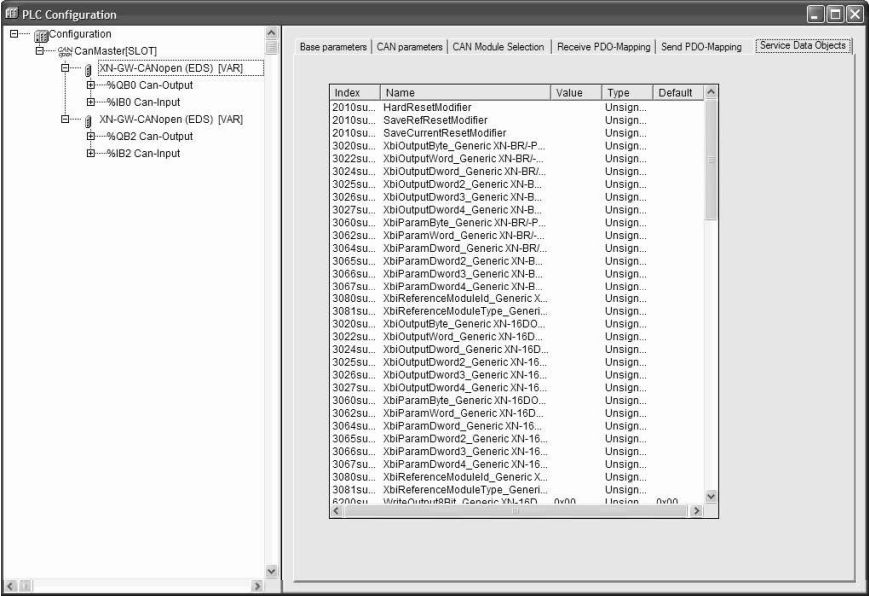 PLC Configuration
Configuration
CanMaster[SLOT]
XN-GW-CANopen (EDS) [VAR]
%QB0 Can-Output
%IB0 Can-Input
XN-GW-CANopen (EDS) [VAR]
%QB2 Can-Output
%IB2 Can-Input
Base parameters CAN parameters CAN Module Selection Receive PDO-Mapping Send PDO-Mapping Service Data Objects
Index Name Value Type Default
2010su... HardResetModifier Unsign...
2010su... SaveRefResetModifier Unsign...
2010su... SaveCurrentResetModifier Unsign...
3020su... XbiOutputByte_Generic XN-BR/-P... Unsign...
3022su... XbiOutputWord_Generic XN-BR/-... Unsign...
3024su... XbiOutputDword_Generic XN-BR/... Unsign...
3025su... XbiOutputDword2_Generic XN-B... Unsign...
3026su... XbiOutputDword3_Generic XN-B... Unsign...
3027su... XbiOutputDword4_Generic XN-B... Unsign...
3060su... XbiParamByte_Generic XN-BR/-P... Unsign...
3062su... XbiParamWord_Generic XN-BR/-... Unsign...
3064su... XbiParamDword_Generic XN-BR/... Unsign...
3065su... XbiParamDword2_Generic XN-B... Unsign...
3066su... XbiParamDword3_Generic XN-B... Unsign...
3067su... XbiParamDword4_Generic XN-B... Unsign...
3080su... XbiReferenceModuleId_Generic X... Unsign...
3081su... XbiReferenceModuleType_Generi... Unsign...
3020su... XbiOutputByte_Generic XN-16DO... Unsign...
3022su... XbiOutputWord_Generic XN-16D... Unsign...
3024su... XbiOutputDword_Generic XN-16D... Unsign...
3025su... XbiOutputDword2_Generic XN-16... Unsign...
3026su... XbiOutputDword3_Generic XN-16... Unsign...
3027su... XbiOutputDword4_Generic XN-16... Unsign...
3060su... XbiParamByte_Generic XN-16DO... Unsign...
3062su... XbiParamWord_Generic XN-16D... Unsign...
3064su... XbiParamDword_Generic XN-16... Unsign...
3065su... XbiParamDword2_Generic XN-16... Unsign...
3066su... XbiParamDword3_Generic XN-16... Unsign...
3067su... XbiParamDword4_Generic XN-16... Unsign...
3080su... XbiReferenceModuleId_Generic X... Unsign...
3081su... XbiReferenceModuleType_Generi... Unsign...
6200su... WriteOutput8Bit_Generic XN-16D... 0x00 Unsign... 0x00